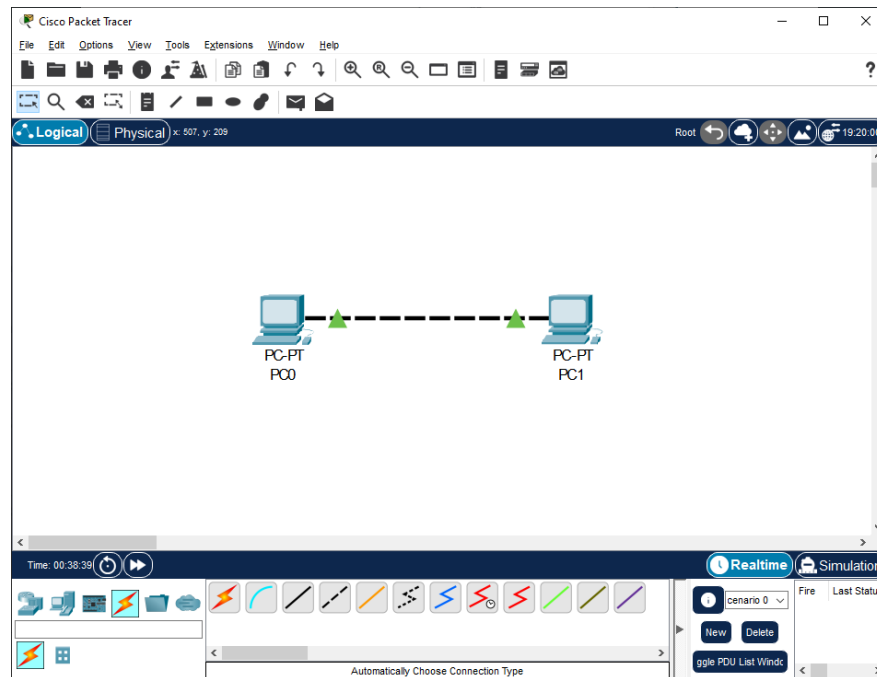 Cisco Packet Tracer
File Edit Options View Tools Extensions Window Help
?
Logical Physical x: 507, y: 209 Root 19:20:00
PC-PT
PC0
PC-PT
PC1
Time: 00:38:39 Realtime Simulation
cenario 0
Fire Last Statu
New Delete
ggle PDU List Windo
Automatically Choose Connection Type